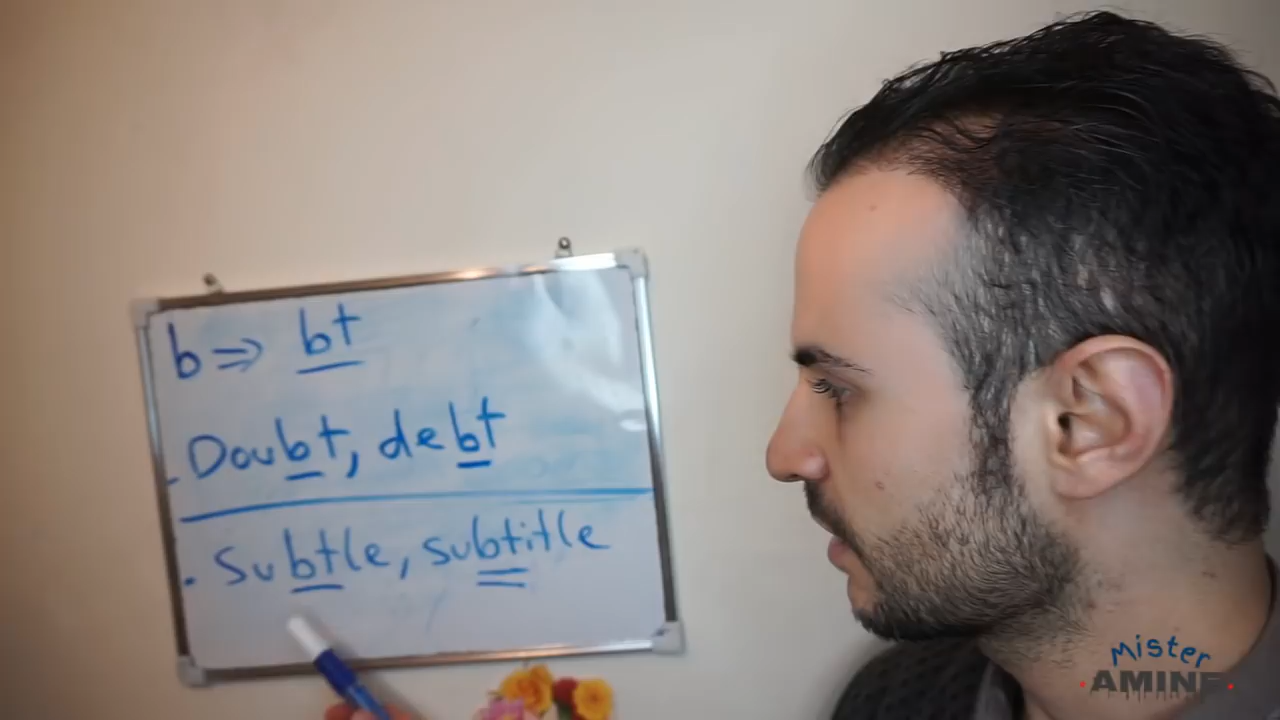 b ⇒ bt
. Doubt, debt
. Subtle, subtitle
Mister
AMINE